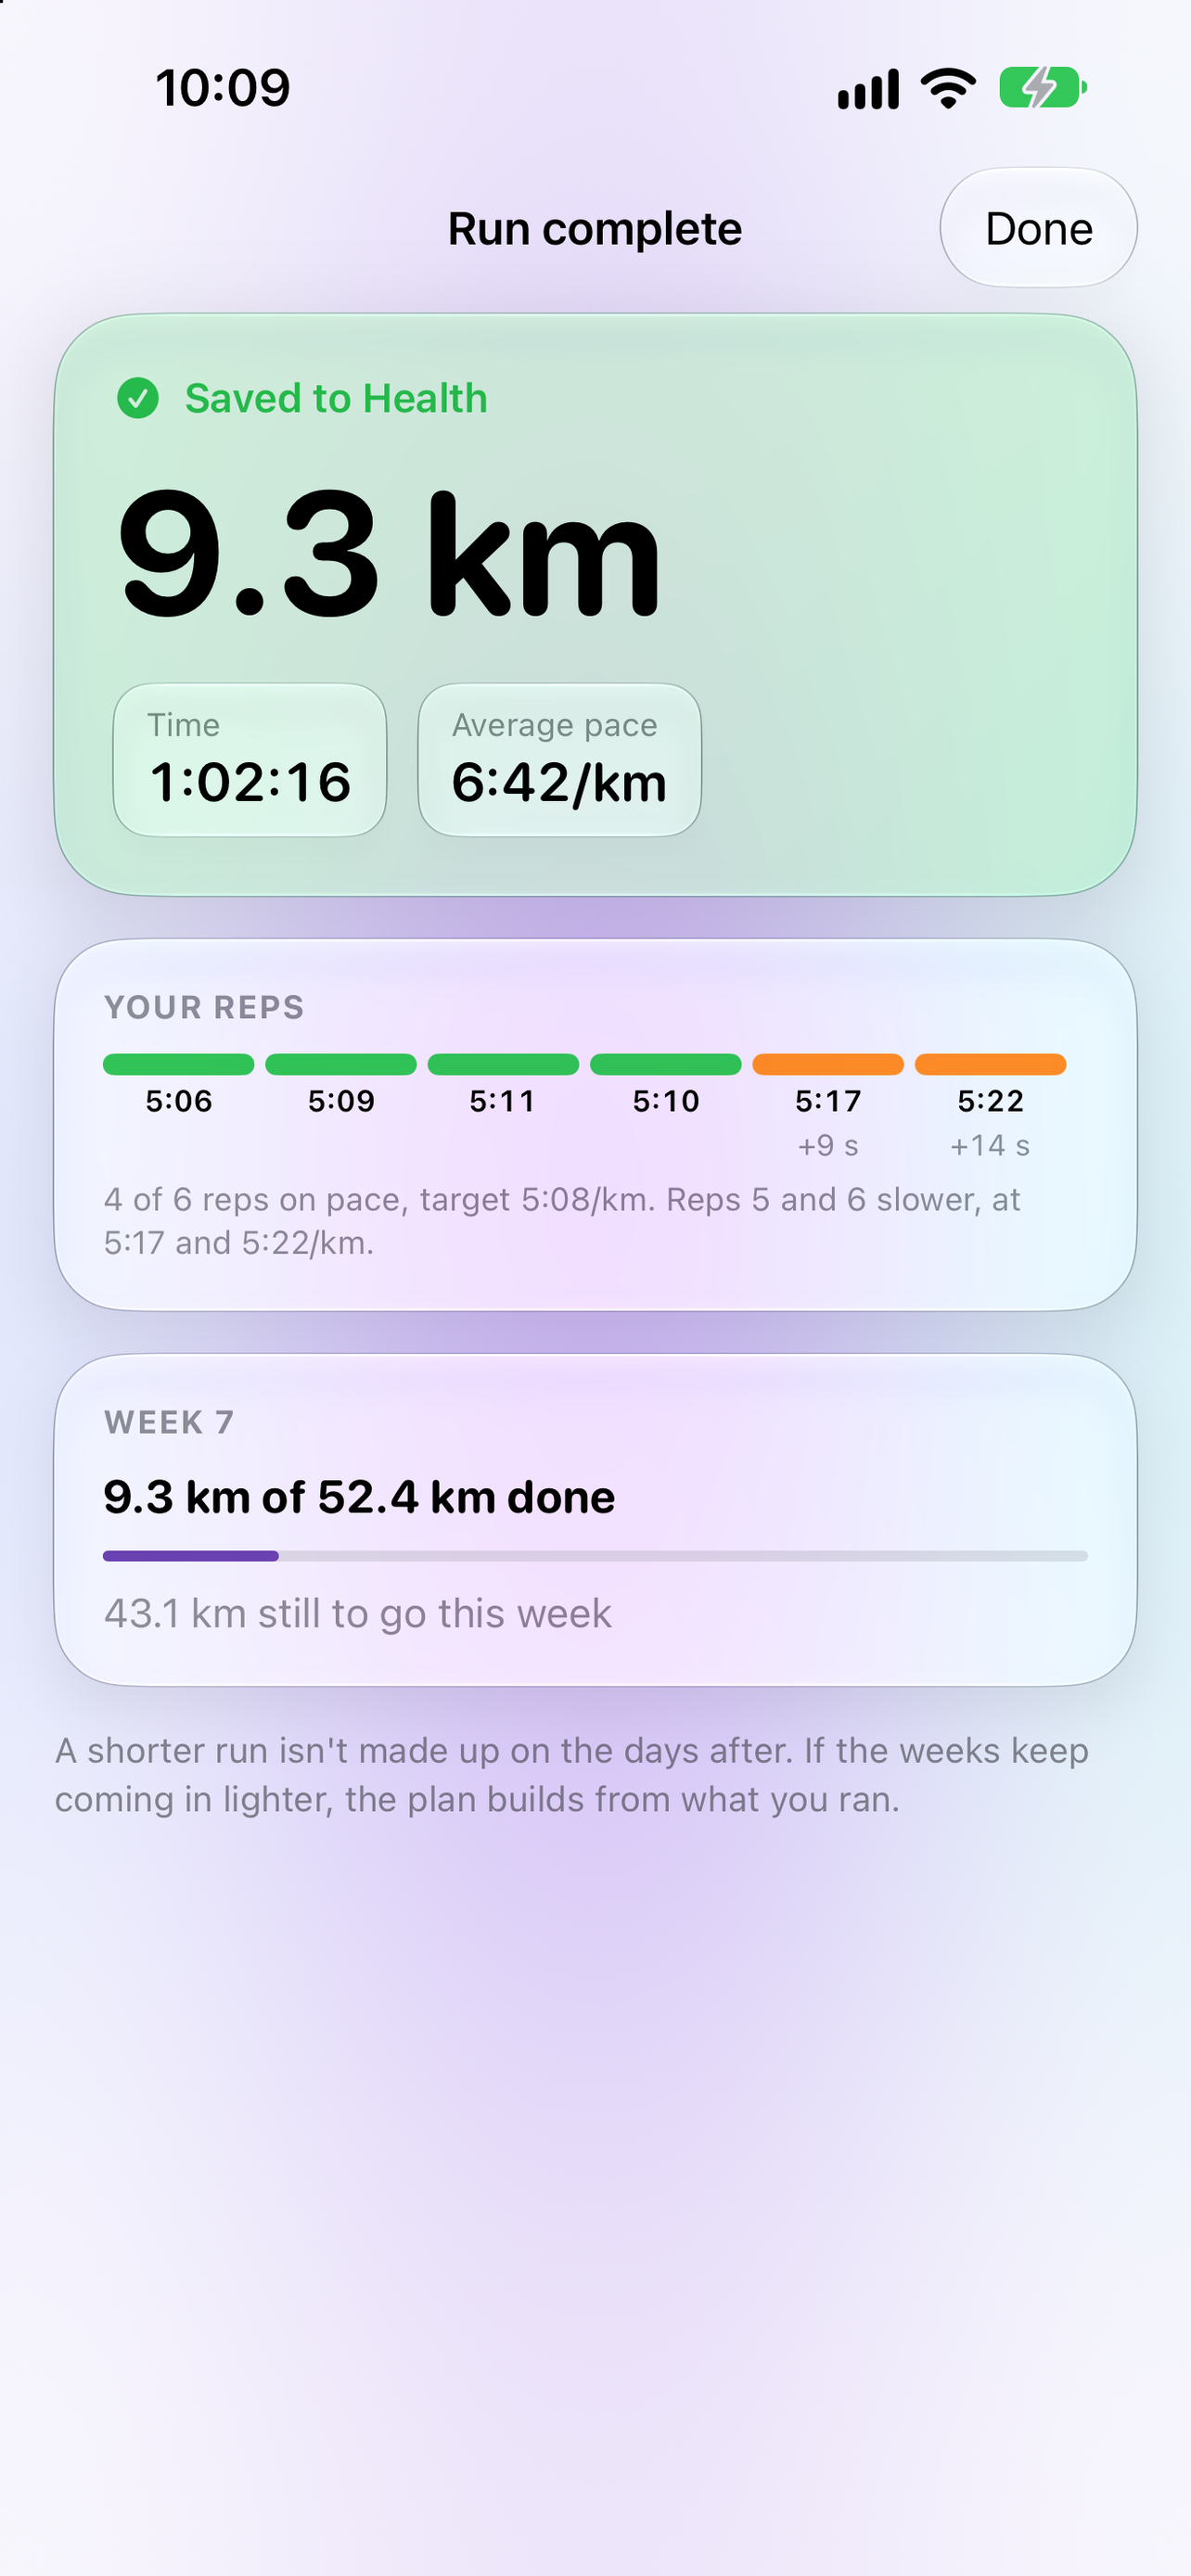 10:09
Run complete
Done
Saved to Health
9.3 km
Time
1:02:16
Average pace
6:42/km
YOUR REPS
5:06 5:09 5:11 5:10 5:17 5:22
+9 s +14 s
4 of 6 reps on pace, target 5:08/km. Reps 5 and 6 slower, at
5:17 and 5:22/km.
WEEK 7
9.3 km of 52.4 km done
43.1 km still to go this week
A shorter run isn't made up on the days after. If the weeks keep
coming in lighter, the plan builds from what you ran.